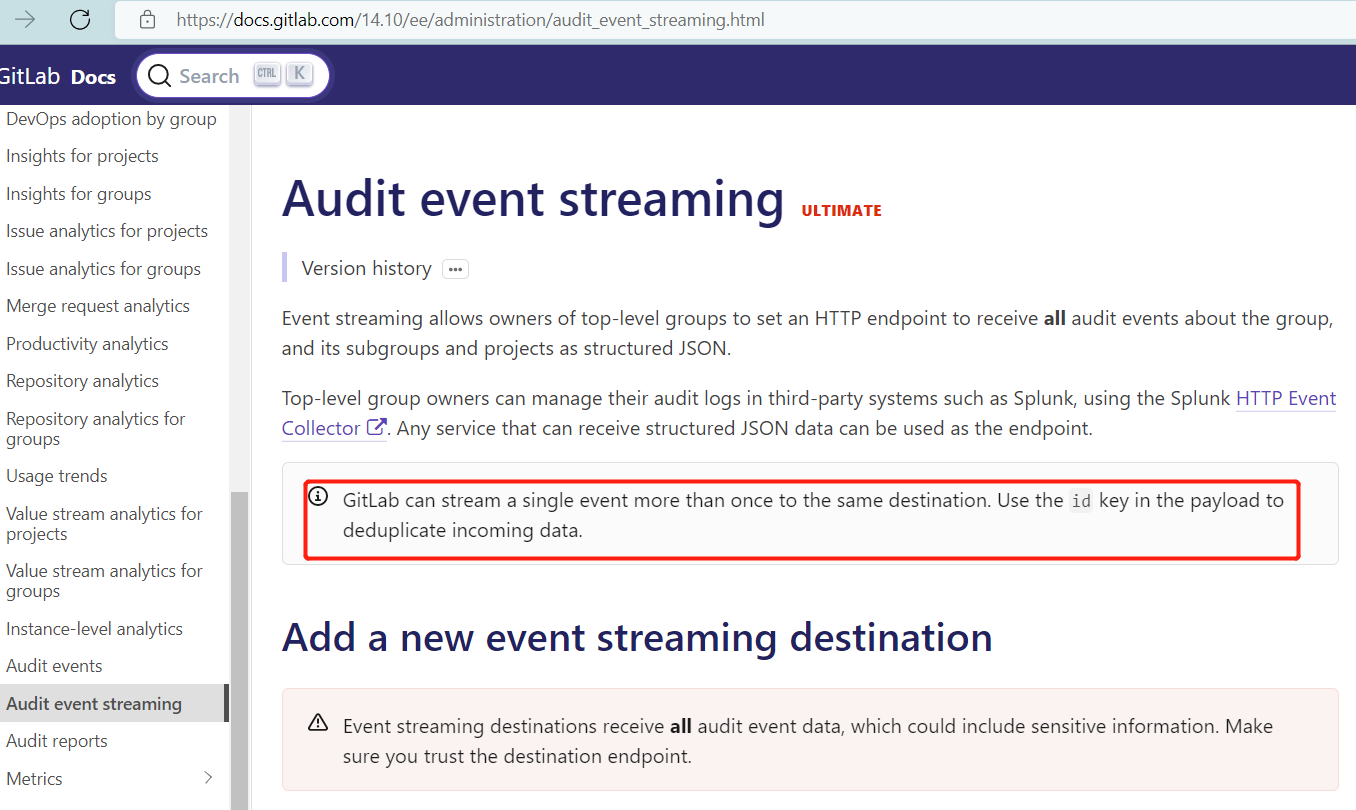 https://docs.gitlab.com/14.10/ee/administration/audit_event_streaming.html
GitLab Docs
Search CTRL K
DevOps adoption by group
Insights for projects
Insights for groups
Issue analytics for projects
Issue analytics for groups
Merge request analytics
Productivity analytics
Repository analytics
Repository analytics for
groups
Usage trends
Value stream analytics for
projects
Value stream analytics for
groups
Instance-level analytics
Audit events
Audit event streaming
Audit reports
Metrics
Audit event streaming ULTIMATE
Version history •••
Event streaming allows owners of top-level groups to set an HTTP endpoint to receive all audit events about the group,
and its subgroups and projects as structured JSON.
Top-level group owners can manage their audit logs in third-party systems such as Splunk, using the Splunk HTTP Event
Collector. Any service that can receive structured JSON data can be used as the endpoint.
GitLab can stream a single event more than once to the same destination. Use the id key in the payload to
deduplicate incoming data.
Add a new event streaming destination
Event streaming destinations receive all audit event data, which could include sensitive information. Make
sure you trust the destination endpoint.